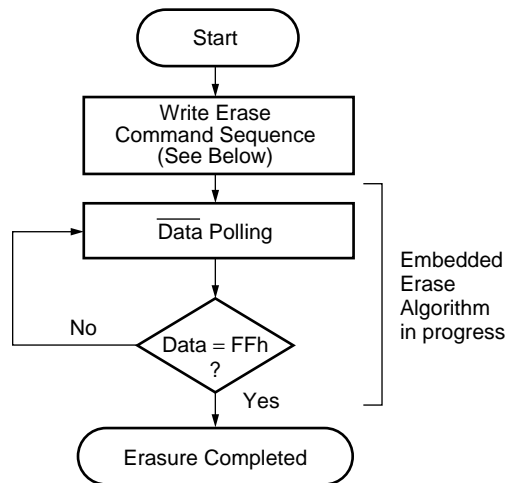 Start
Write Erase
Command Sequence
(See Below)
Data Polling
Embedded
Erase
Algorithm
in progress
No
Data = FFh
?
Yes
Erasure Completed